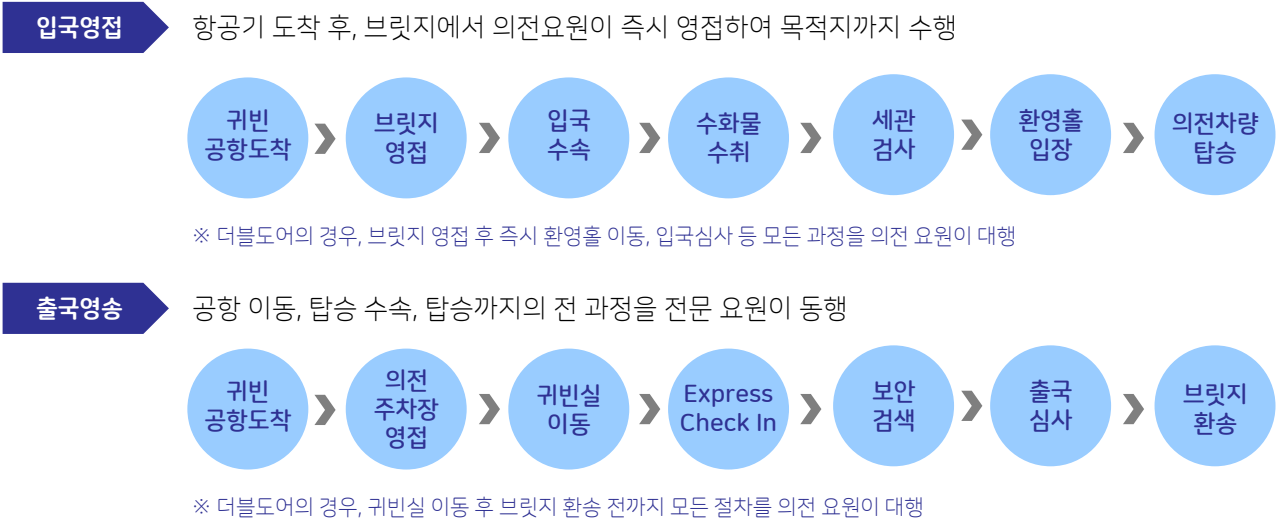 입국영접
항공기 도착 후, 브릿지에서 의전요원이 즉시 영접하여 목적지까지 수행
귀빈
공항도착
브릿지
영접
입국
수속
수화물
수취
세관
검사
환영홀
입장
의전차량
탑승
※ 더블도어의 경우, 브릿지 영접 후 즉시 환영홀 이동, 입국심사 등 모든 과정을 의전 요원이 대행
출국영송
공항 이동, 탑승 수속, 탑승까지의 전 과정을 전문 요원이 동행
귀빈
공항도착
의전
주차장
영접
귀빈실
이동
Express
Check In
보안
검색
출국
심사
브릿지
환송
※ 더블도어의 경우, 귀빈실 이동 후 브릿지 환송 전까지 모든 절차를 의전 요원이 대행